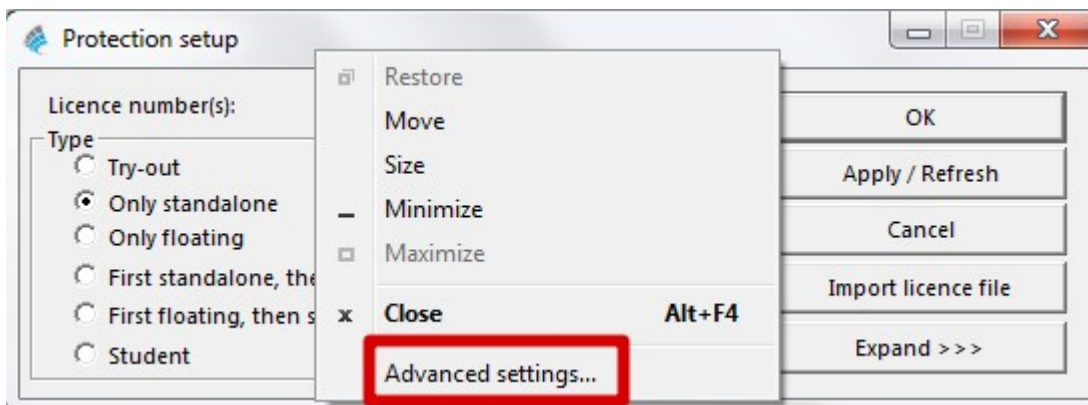 Protection setup
Licence number(s):
Type
Try-out
Only standalone
Only floating
First standalone, the
First floating, then s
Student
Restore
Move
Size
Minimize
Maximize
Close Alt+F4
Advanced settings...
OK
Apply / Refresh
Cancel
Import licence file
Expand >>>